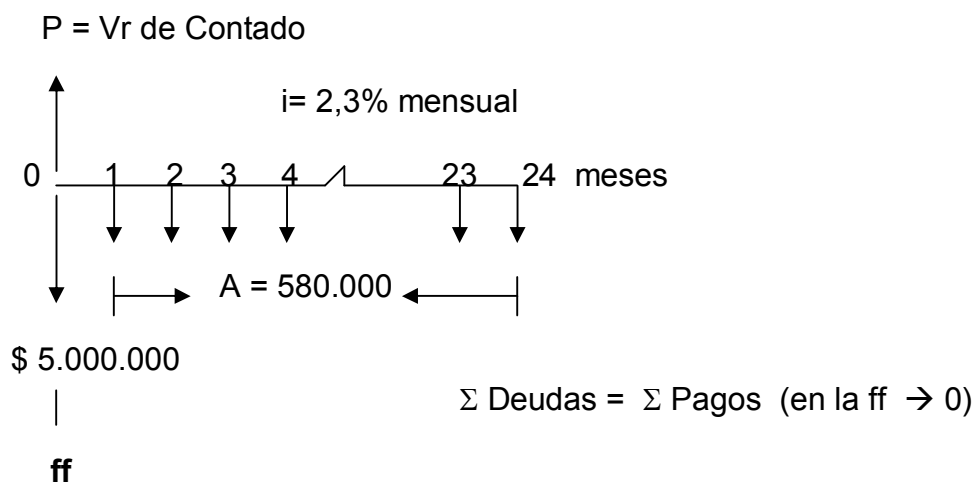 P = Vr de Contado
i= 2,3% mensual
0 1 2 3 4 23 24 meses
A = 580.000
$ 5.000.000
Σ Deudas = Σ Pagos (en la ff → 0)
ff